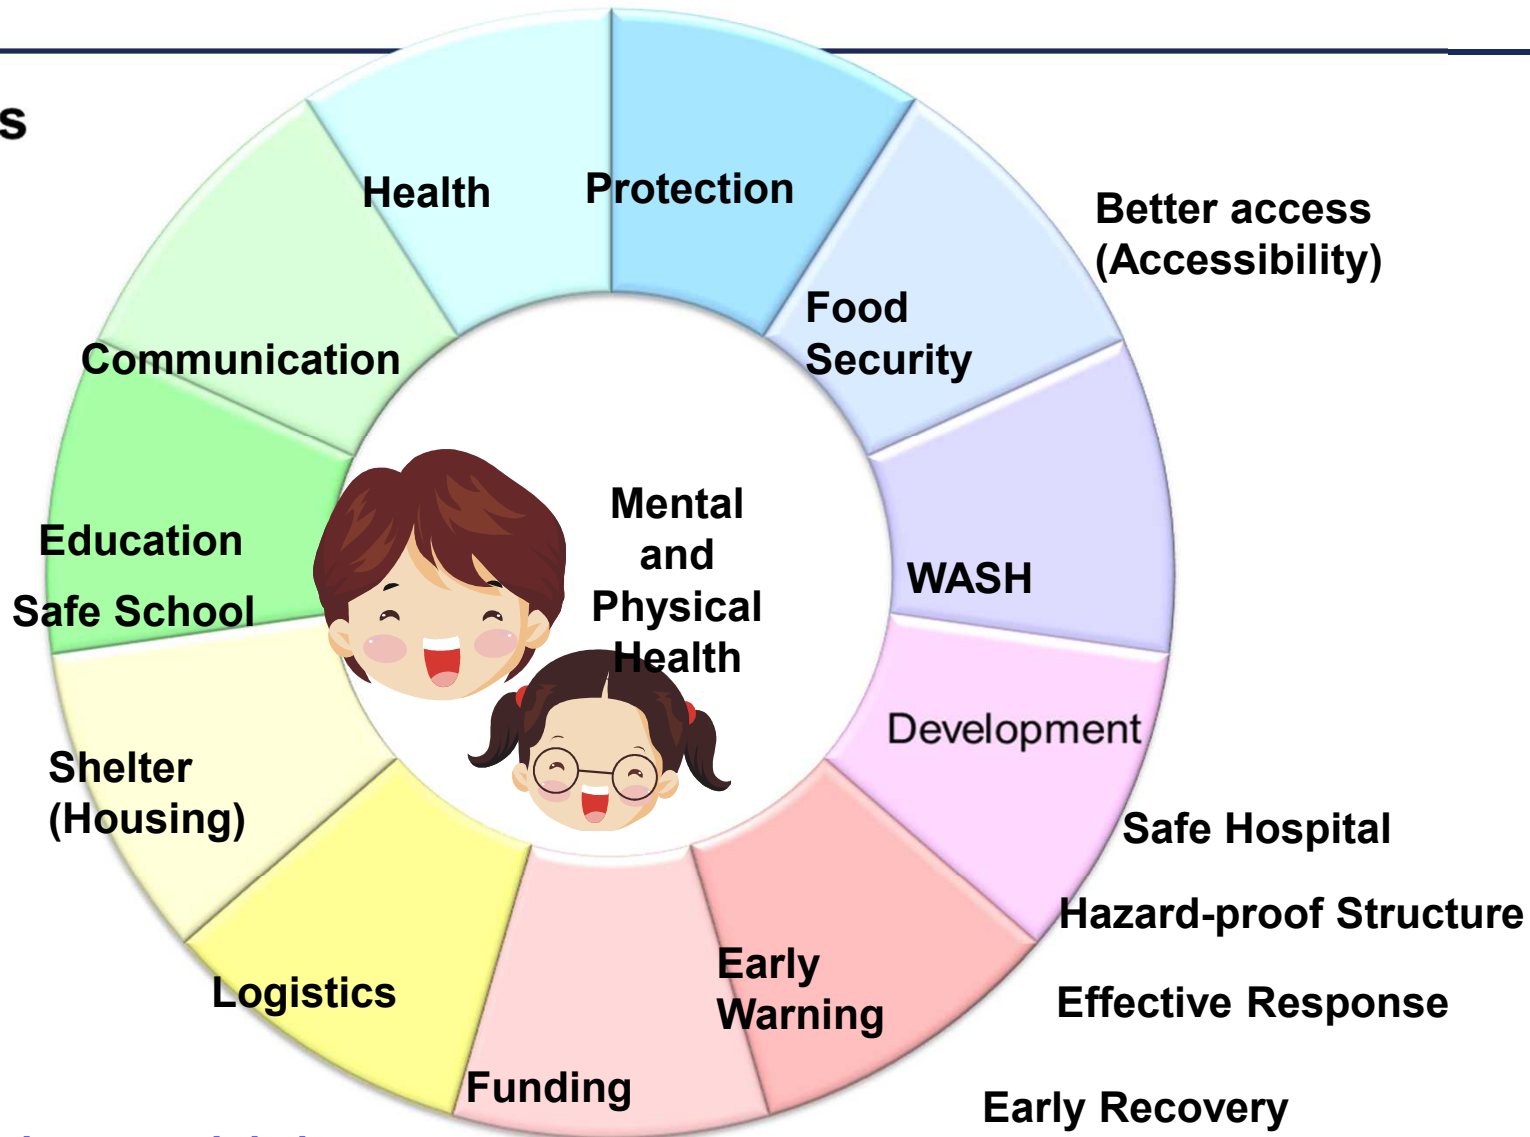 s
Health
Protection
Better access
(Accessibility)
Food
Security
Communication
Mental
and
Physical
Health
Education
Safe School
WASH
Development
Shelter
(Housing)
Safe Hospital
Hazard-proof Structure
Early
Warning
Logistics
Effective Response
Funding
Early Recovery